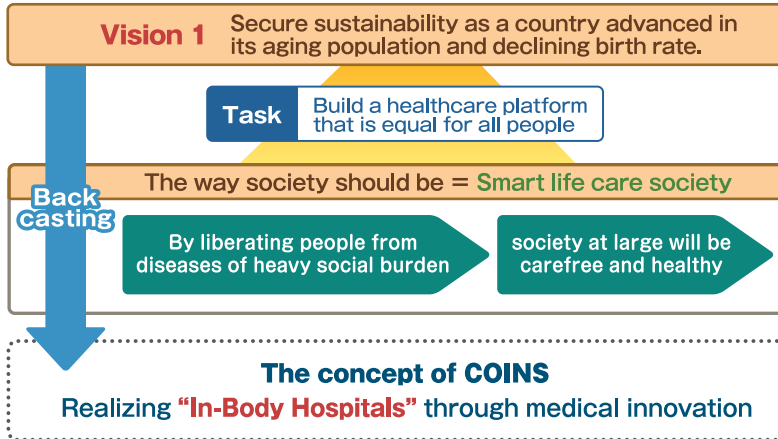 Vision 1
Secure sustainability as a country advanced in
its aging population and declining birth rate.
Task
Build a healthcare platform
that is equal for all people
The way society should be = Smart life care society
Back
casting
By liberating people from
diseases of heavy social burden
society at large will be
carefree and healthy
The concept of COINS
Realizing “In-Body Hospitals” through medical innovation